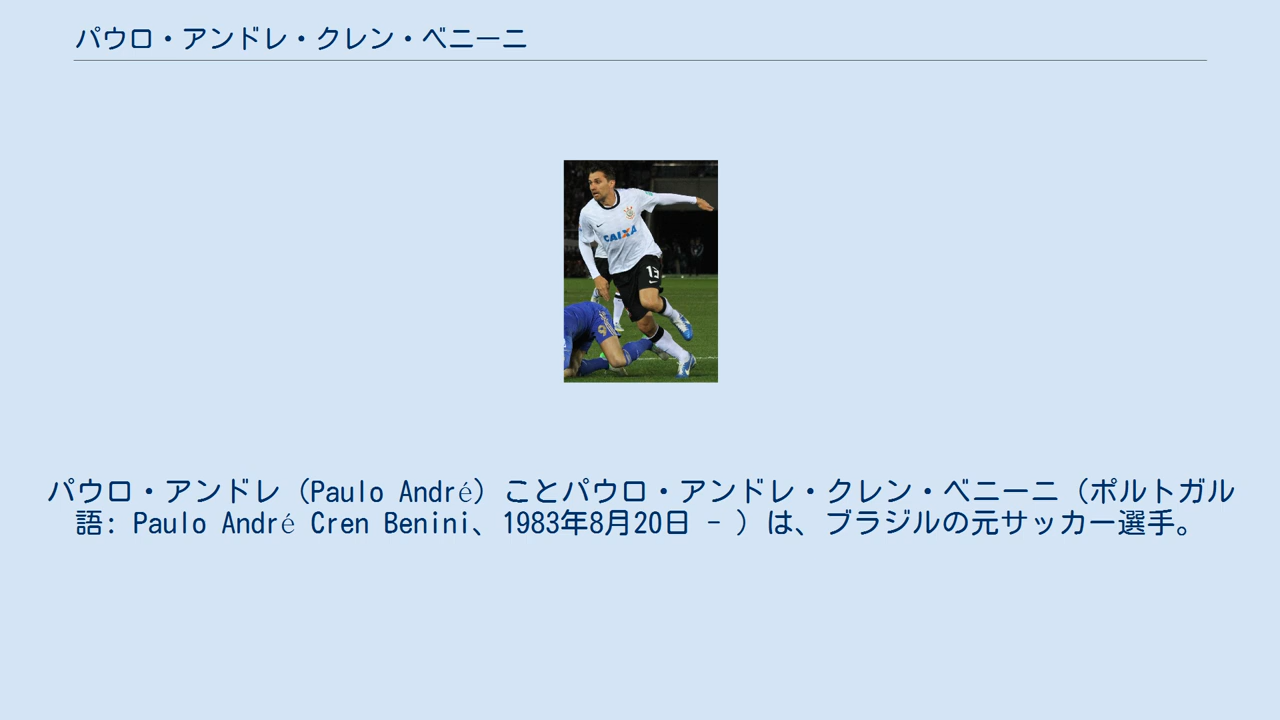 パウロ・アンドレ・クレン・ベニーニ
CAIXA
13
9
パウロ・アンドレ（Paulo André）ことパウロ・アンドレ・クレン・ベニーニ（ポルトガル
語: Paulo André Cren Benini、1983年8月20日 - ）は、ブラジルの元サッカー選手。